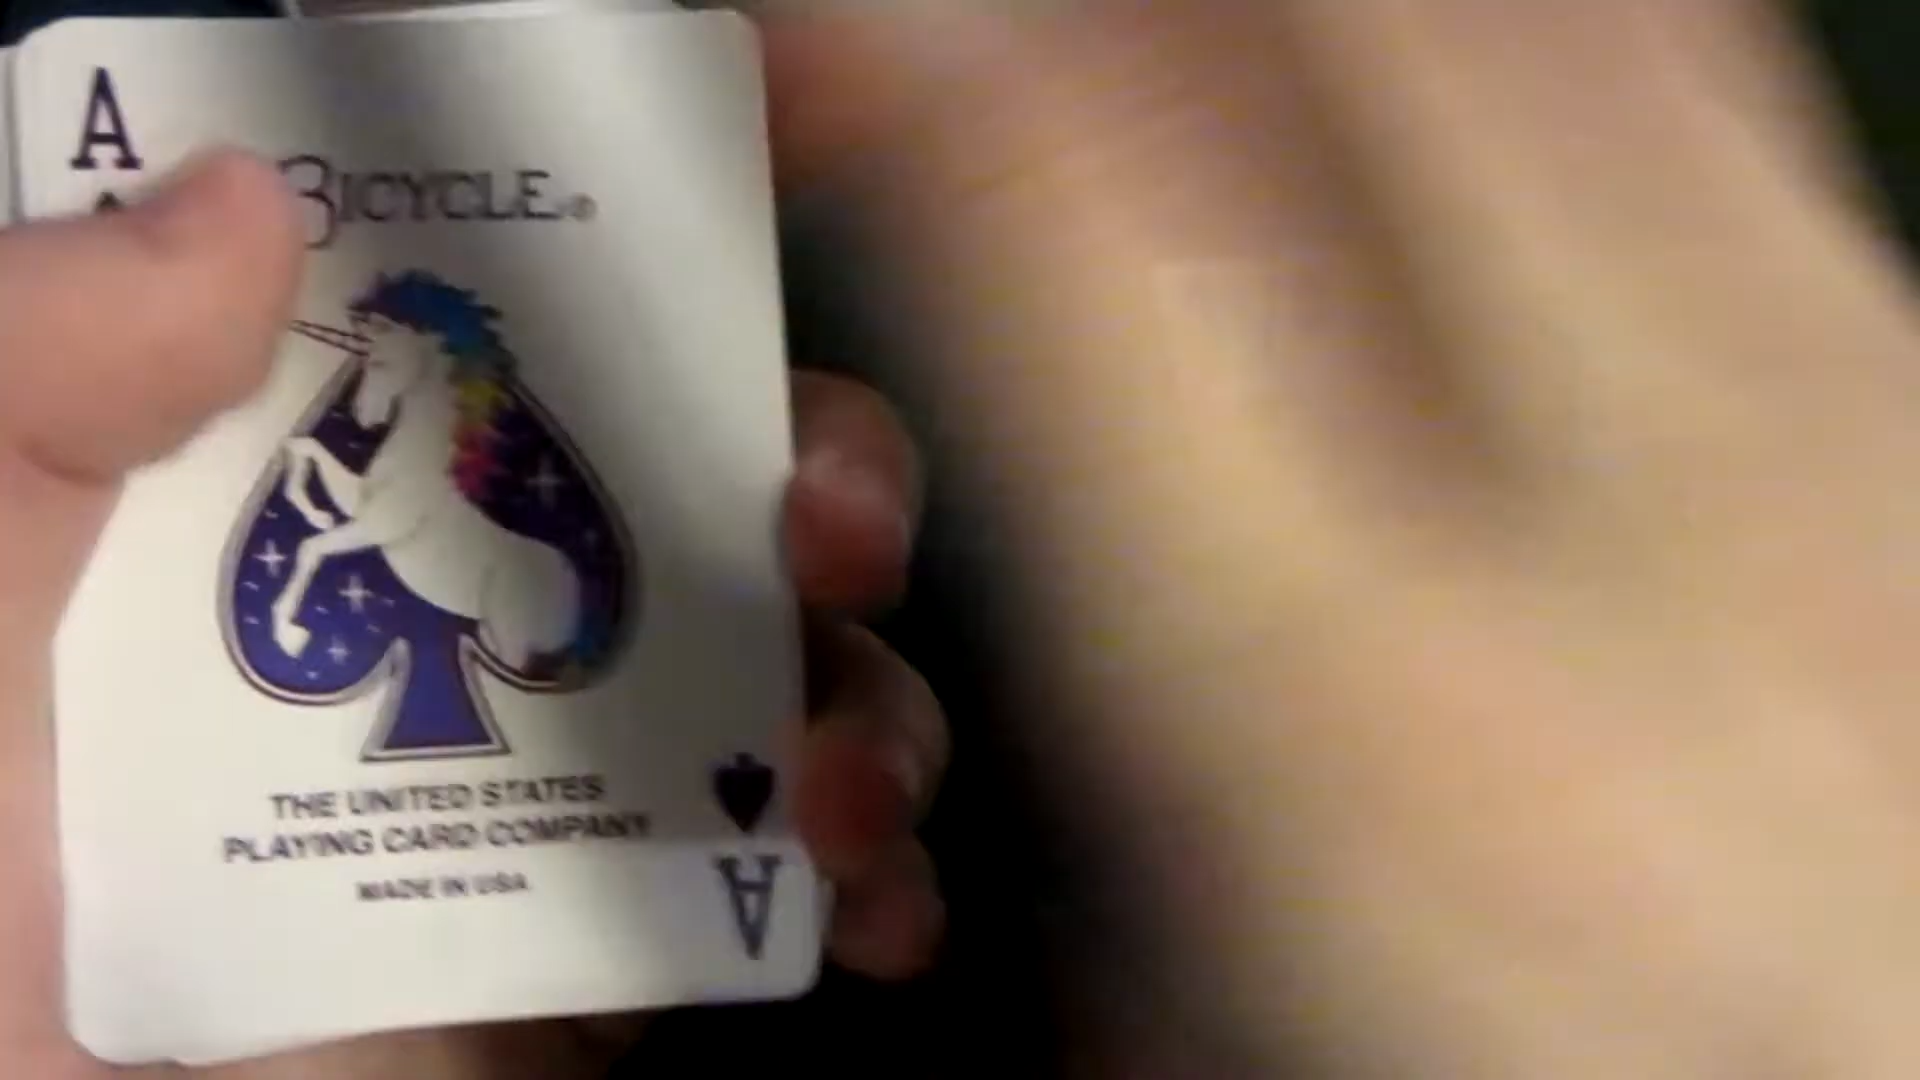 A
BICYCLE®
THE UNITED STATES
PLAYING CARD COMPANY
MADE IN USA
A